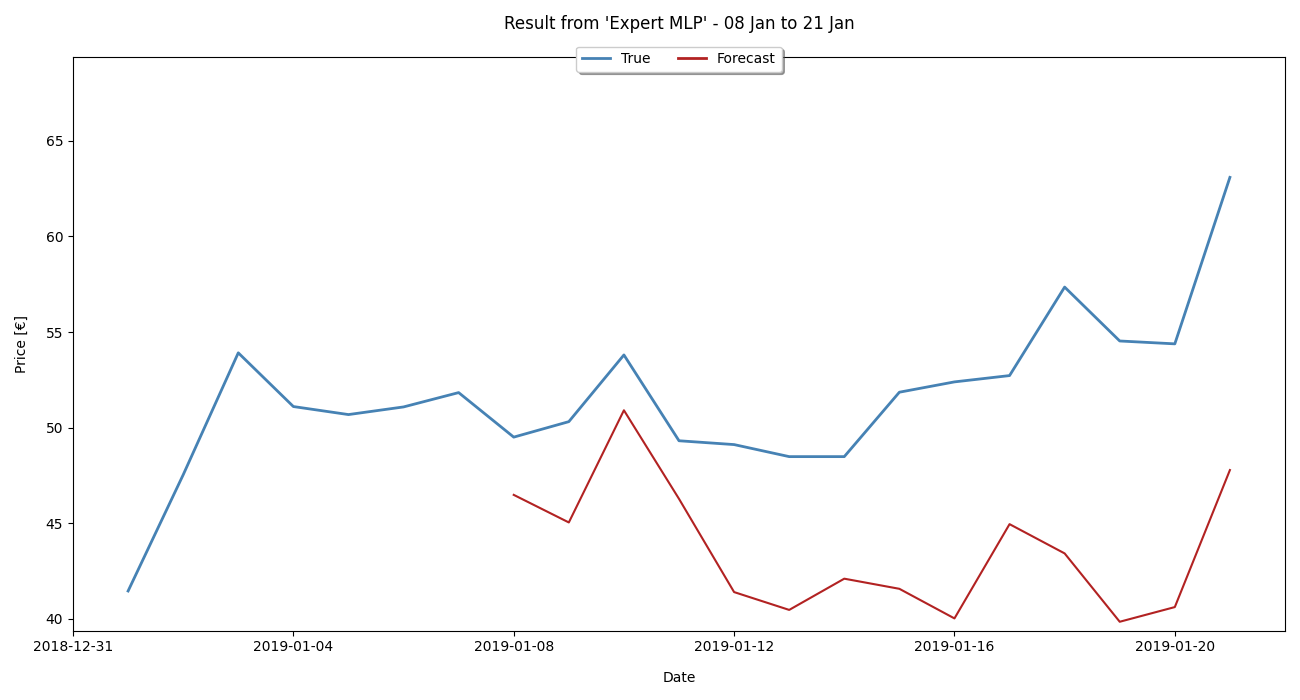 Result from 'Expert MLP' - 08 Jan to 21 Jan
True Forecast
Price [€]
65
60
55
50
45
40
2018-12-31 2019-01-04 2019-01-08 2019-01-12 2019-01-16 2019-01-20
Date